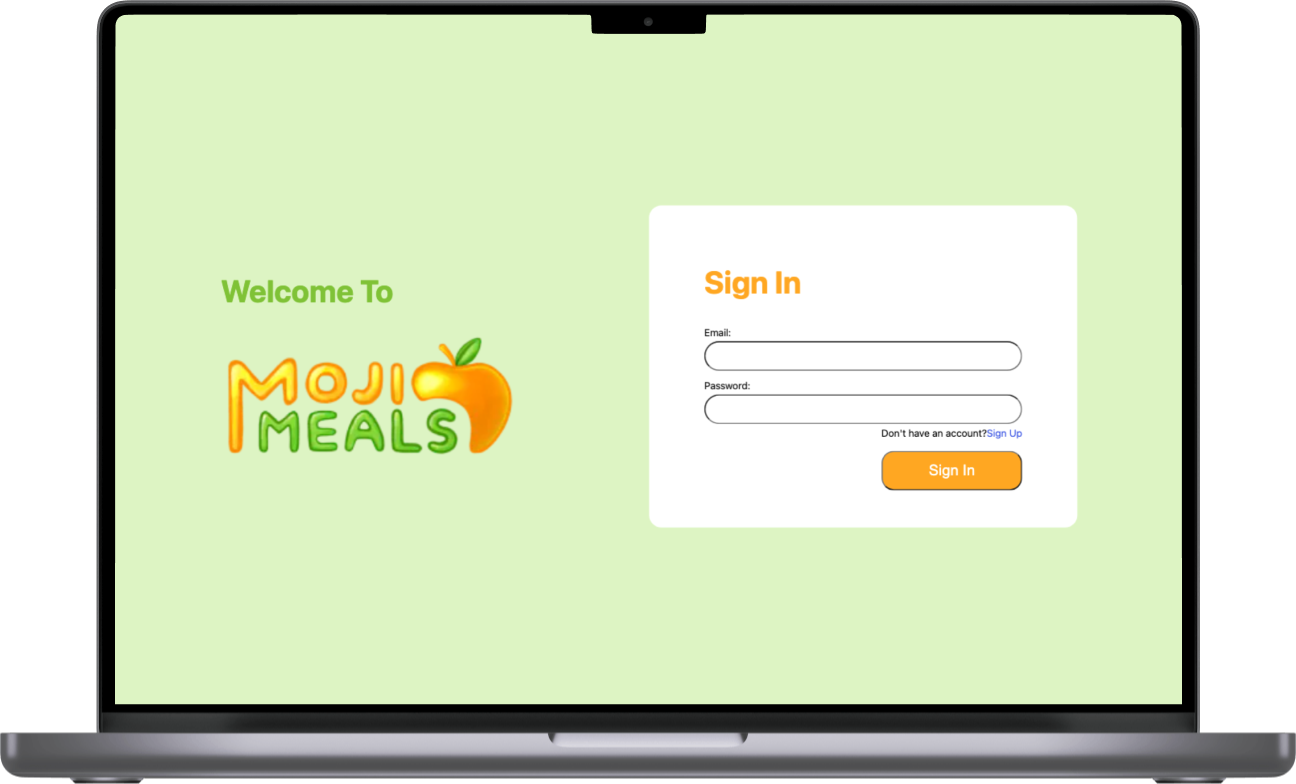 Welcome To
MOJI
MEALS
Sign In
Email:
Password:
Don't have an account?Sign Up
Sign In